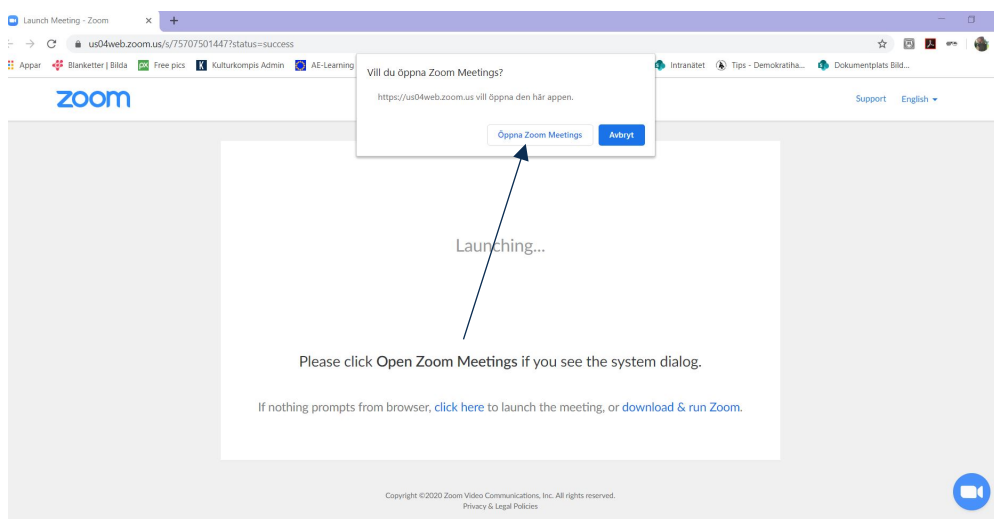 Launch Meeting - Zoom
us04web.zoom.us/s/75707501447?status=success
Appar Blanketter | Bilda Free pics Kulturkompis Admin AE-Learning Intranätet Tips - Demokratiha... Dokumentplats Bild...
Vill du öppna Zoom Meetings?
https://us04web.zoom.us vill öppna den här appen.
Öppna Zoom Meetings Avbryt
zoom
Support English
Launching...
Please click Open Zoom Meetings if you see the system dialog.
If nothing prompts from browser, click here to launch the meeting, or download & run Zoom.
Copyright ©2020 Zoom Video Communications, Inc. All rights reserved.
Privacy & Legal Policies